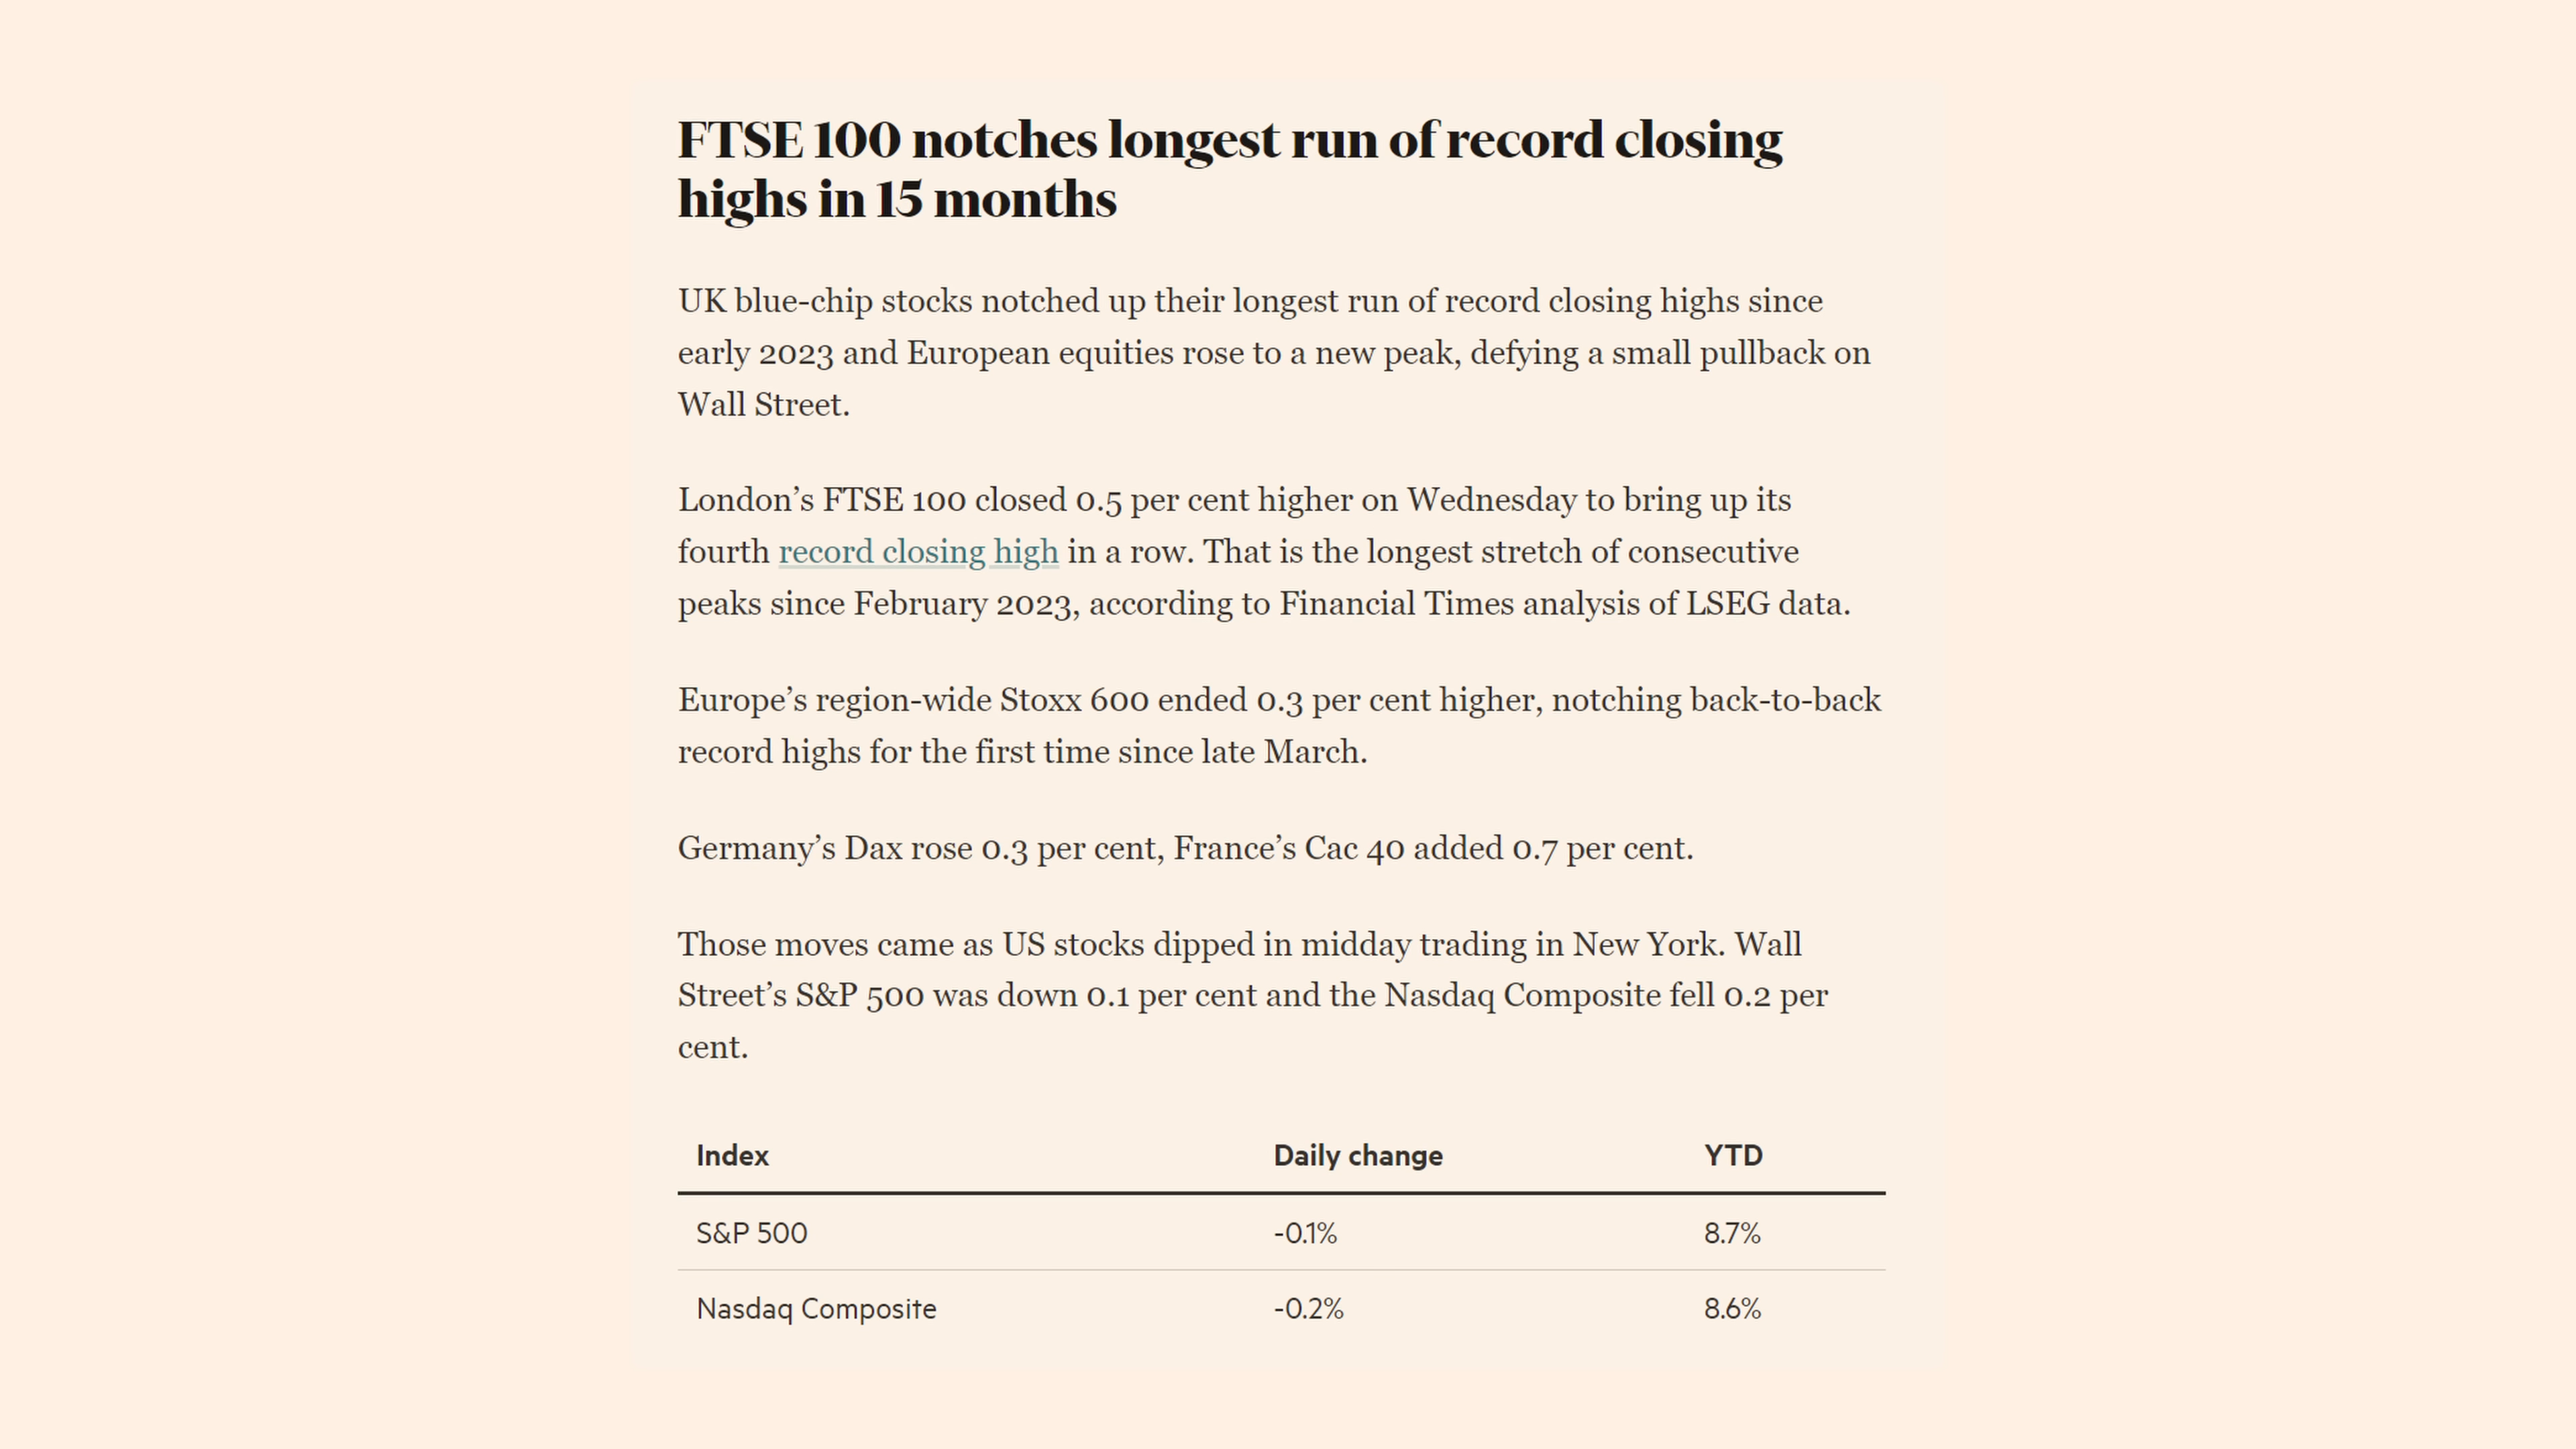 FTSE 100 notches longest run of record closing
highs in 15 months
UK blue-chip stocks notched up their longest run of record closing highs since
early 2023 and European equities rose to a new peak, defying a small pullback on
Wall Street.
London’s FTSE 100 closed 0.5 per cent higher on Wednesday to bring up its
fourth record closing high in a row. That is the longest stretch of consecutive
peaks since February 2023, according to Financial Times analysis of LSEG data.
Europe’s region-wide Stoxx 600 ended 0.3 per cent higher, notching back-to-back
record highs for the first time since late March.
Germany’s Dax rose 0.3 per cent, France’s Cac 40 added 0.7 per cent.
Those moves came as US stocks dipped in midday trading in New York. Wall
Street’s S&P 500 was down 0.1 per cent and the Nasdaq Composite fell 0.2 per
cent.
Index Daily change YTD
S&P 500 -0.1% 8.7%
Nasdaq Composite -0.2% 8.6%